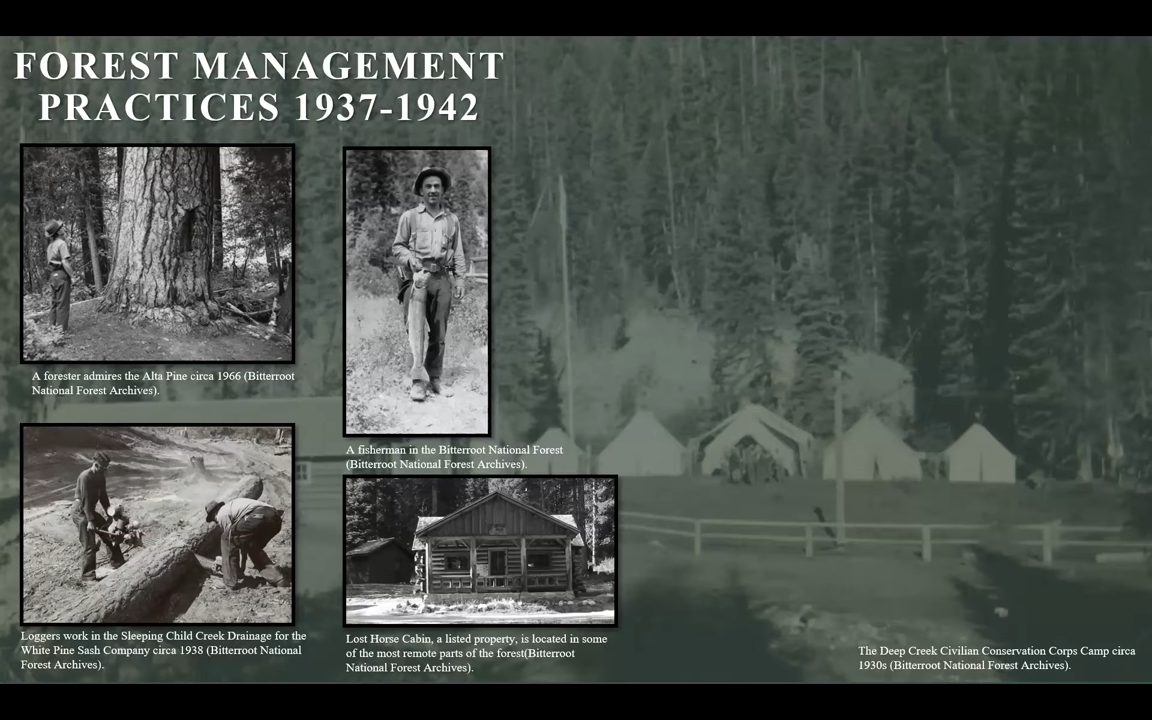 FOREST MANAGEMENT
PRACTICES 1937-1942
A forester admires the Alta Pine circa 1966 (Bitterroot
National Forest Archives).
A fisherman in the Bitterroot National Forest
(Bitterroot National Forest Archives).
Loggers work in the Sleeping Child Creek Drainage for the
White Pine Sash Company circa 1938 (Bitterroot National
Forest Archives).
Lost Horse Cabin, a listed property, is located in some
of the most remote parts of the forest(Bitterroot
National Forest Archives).
The Deep Creek Civilian Conservation Corps Camp circa
1930s (Bitterroot National Forest Archives).